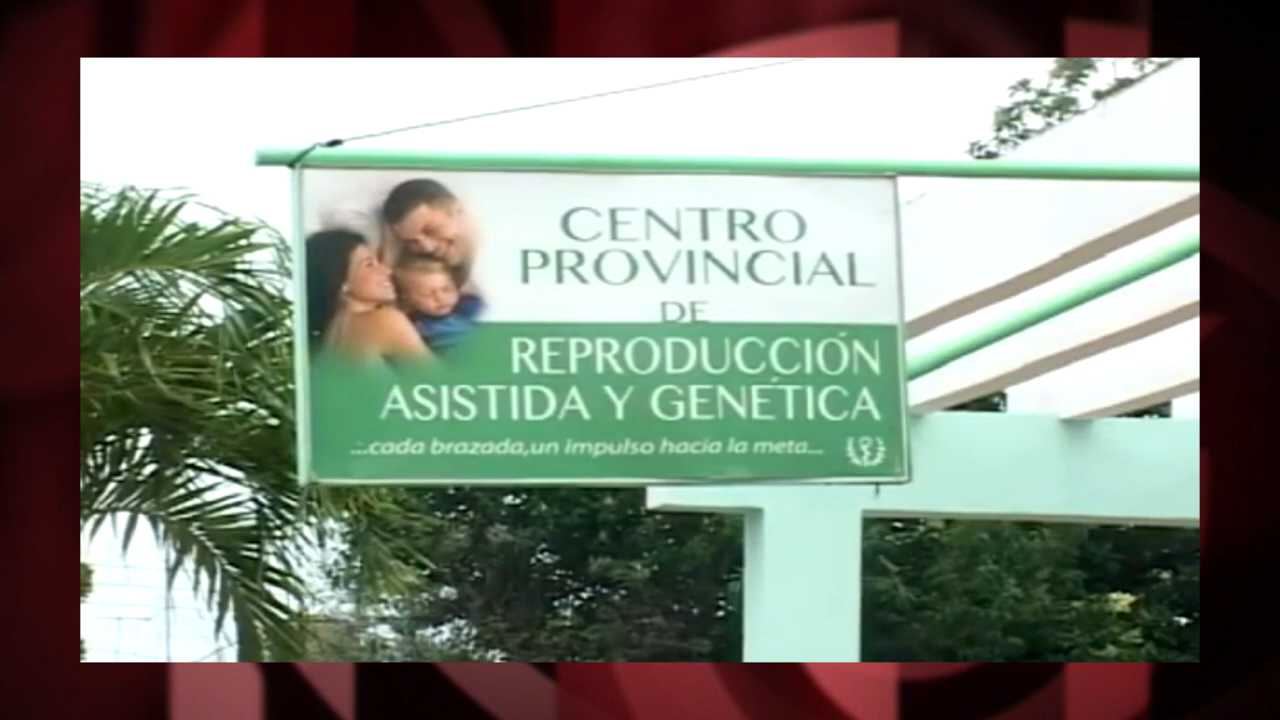 CENTRO
PROVINCIAL
DE
REPRODUCCIÓN
ASISTIDA Y GENÉTICA
...cada brazada,un impulso hacia la meta...